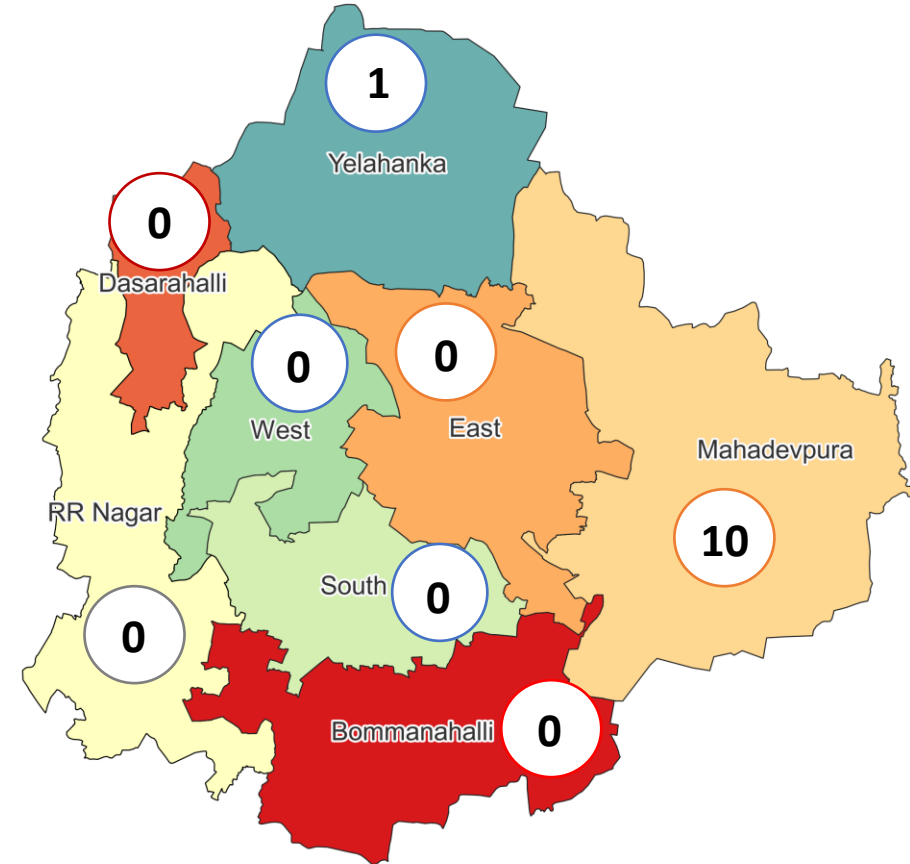 1
Yelahanka
0
Dasarahalli
0
West
0
East
Mahadevpura
10
RR Nagar
0
South
0
Bommanahalli
0